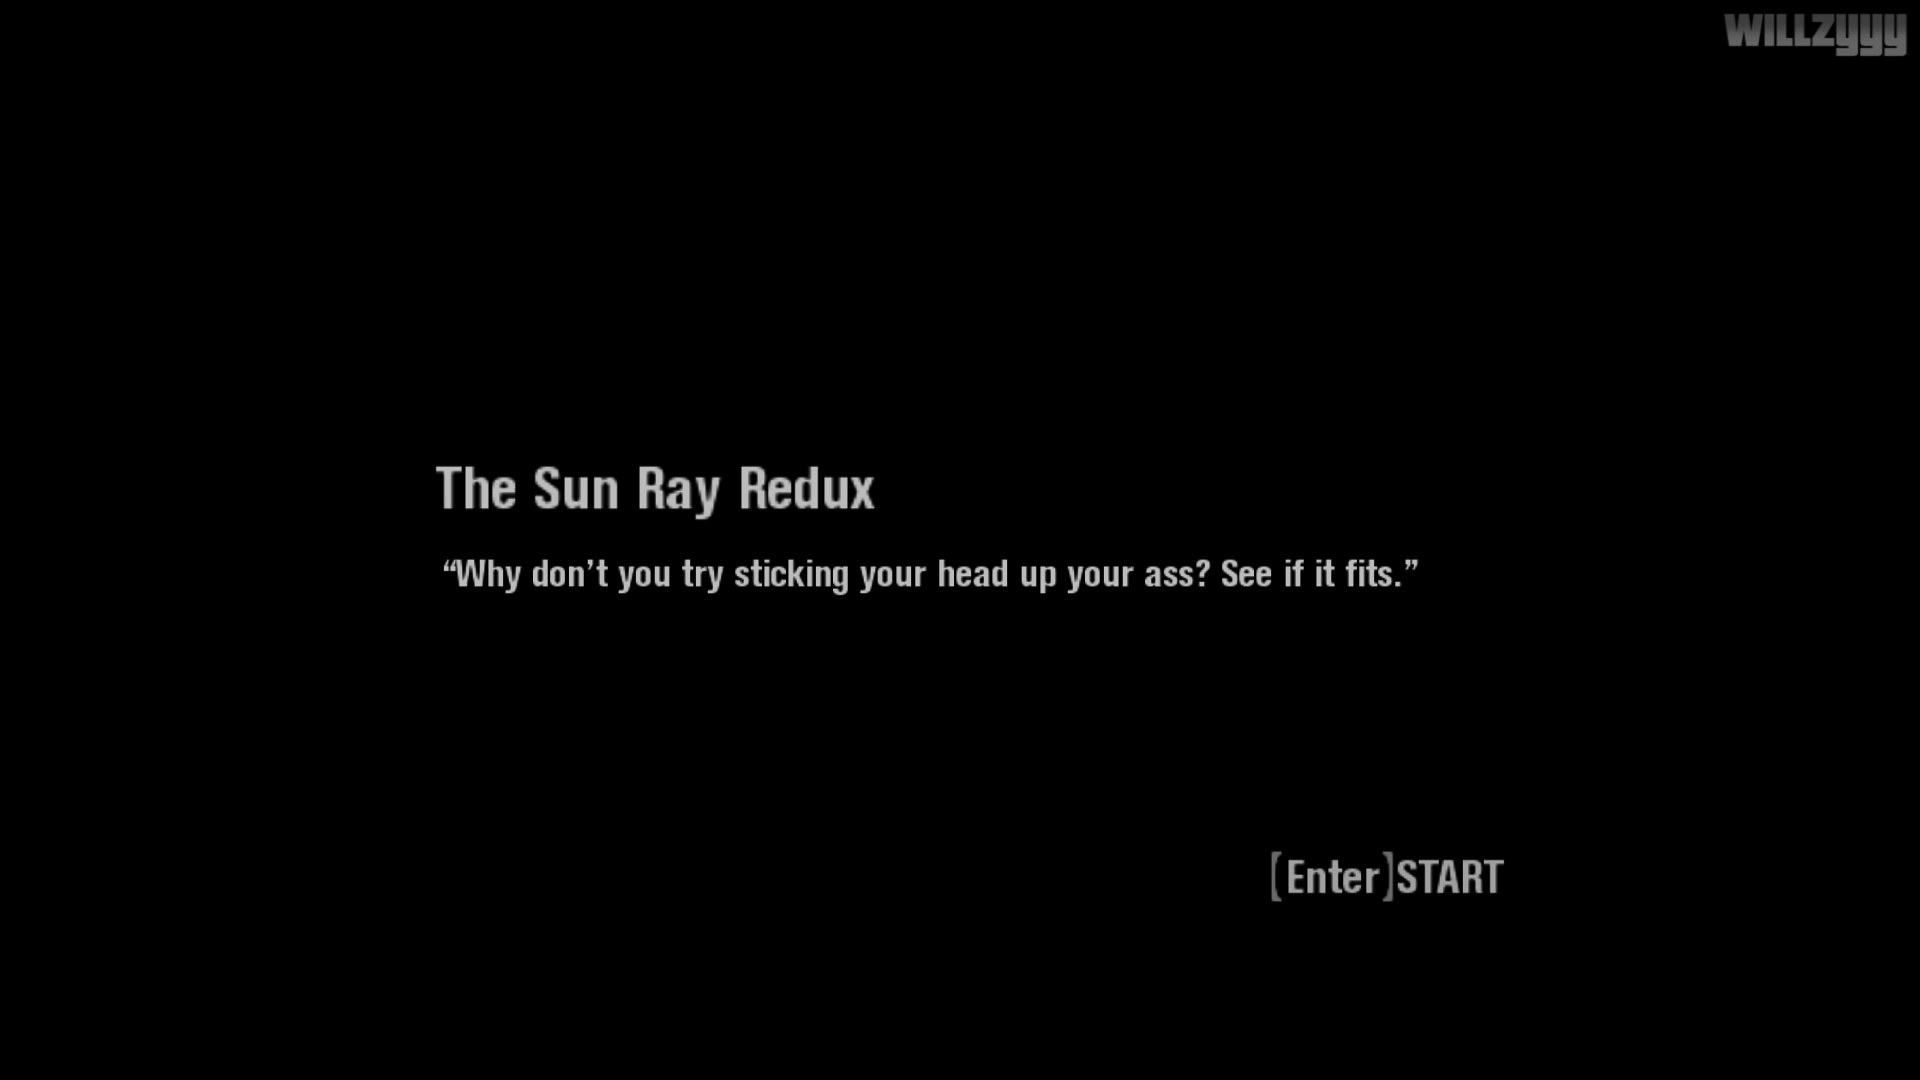 WILLZyyy
The Sun Ray Redux
“Why don’t you try sticking your head up your ass? See if it fits.”
[Enter]START